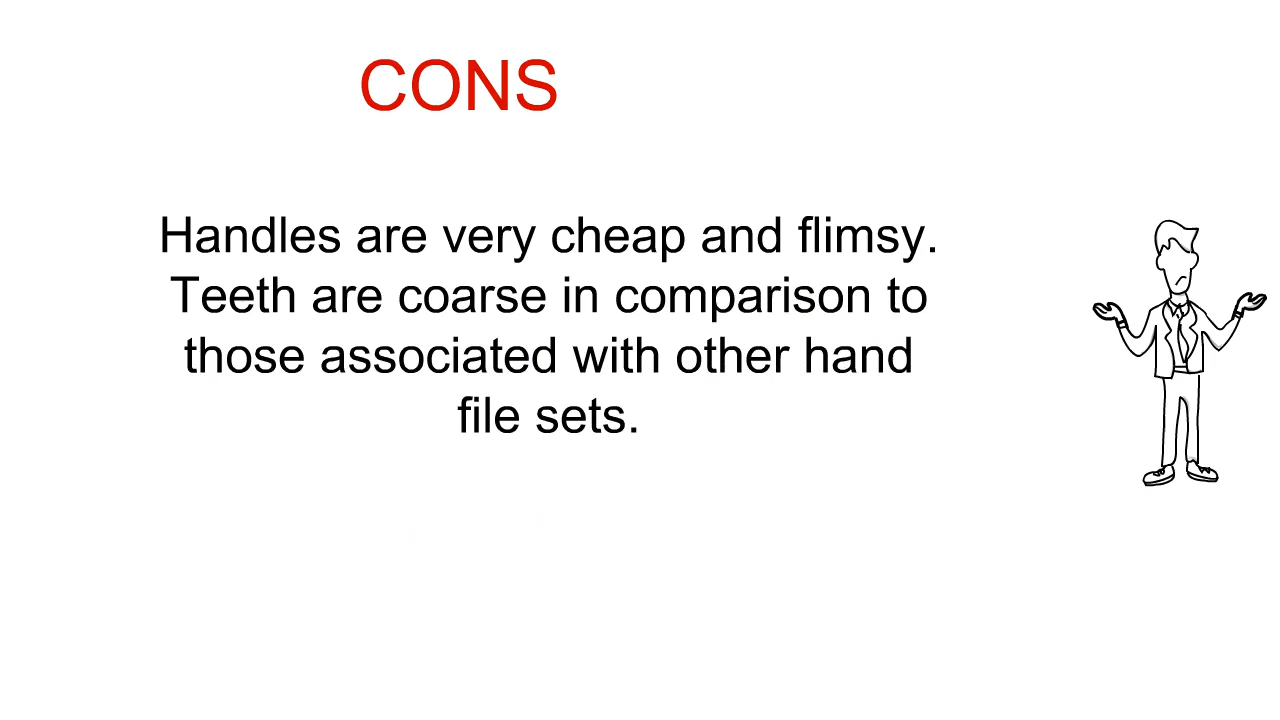 CONS
Handles are very cheap and flimsy.
Teeth are coarse in comparison to
those associated with other hand
file sets.